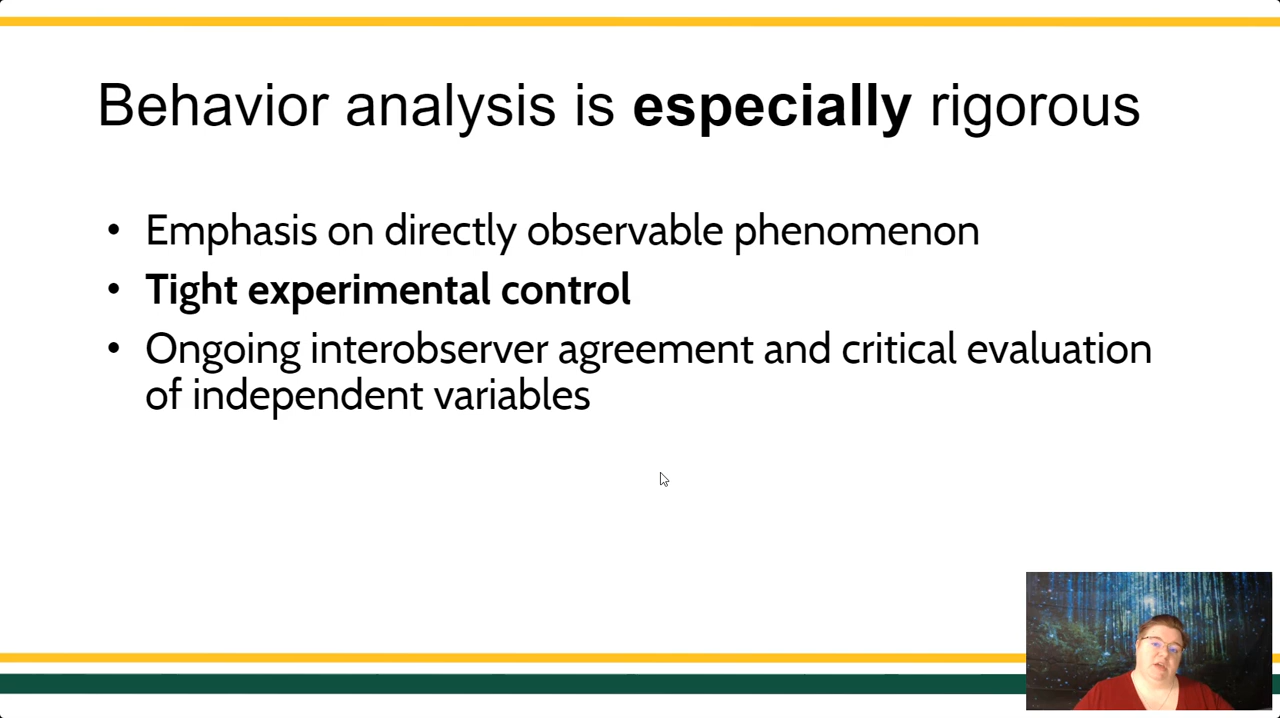 Behavior analysis is especially rigorous
• Emphasis on directly observable phenomenon
• Tight experimental control
• Ongoing interobserver agreement and critical evaluation
of independent variables